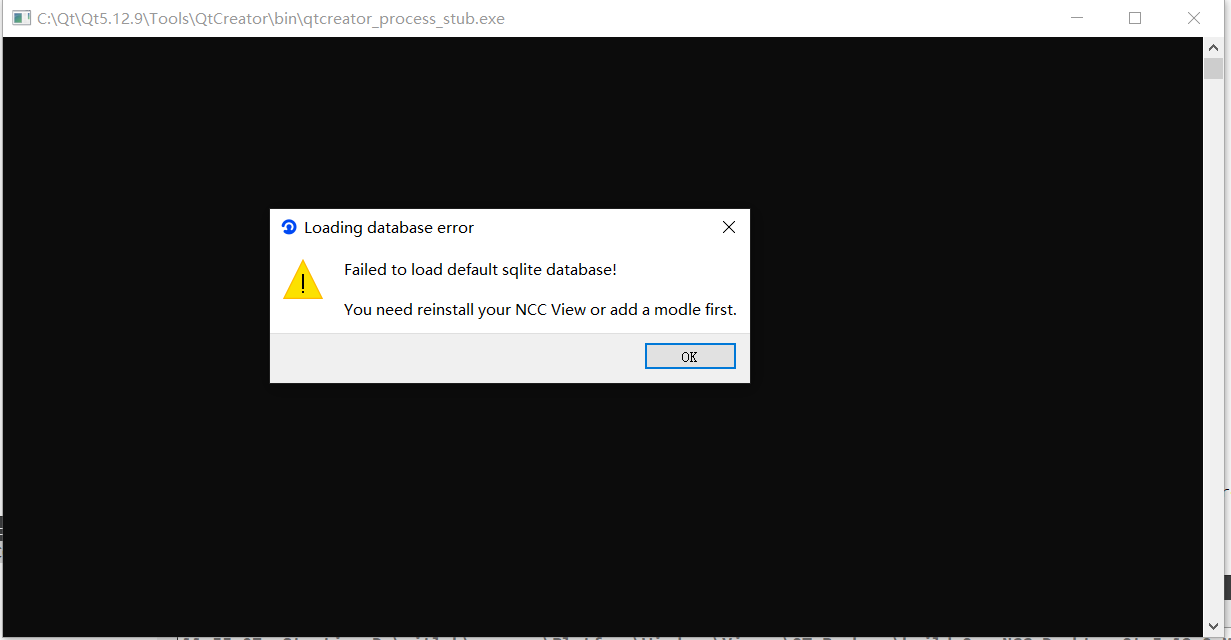 C:\Qt\Qt5.12.9\Tools\QtCreator\bin\qtcreator_process_stub.exe
Loading database error
Failed to load default sqlite database!
You need reinstall your NCC View or add a modle first.
OK